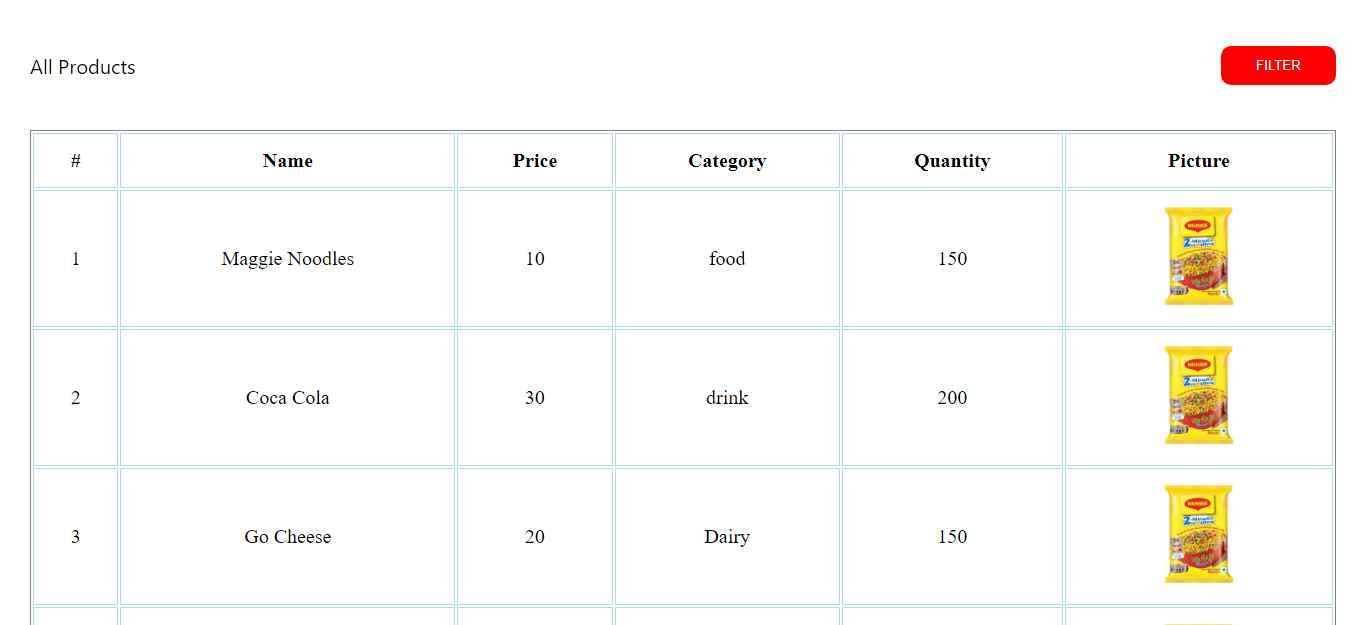 All Products
FILTER
# Name Price Category Quantity Picture
1 Maggie Noodles 10 food 150
2 Coca Cola 30 drink 200
3 Go Cheese 20 Dairy 150